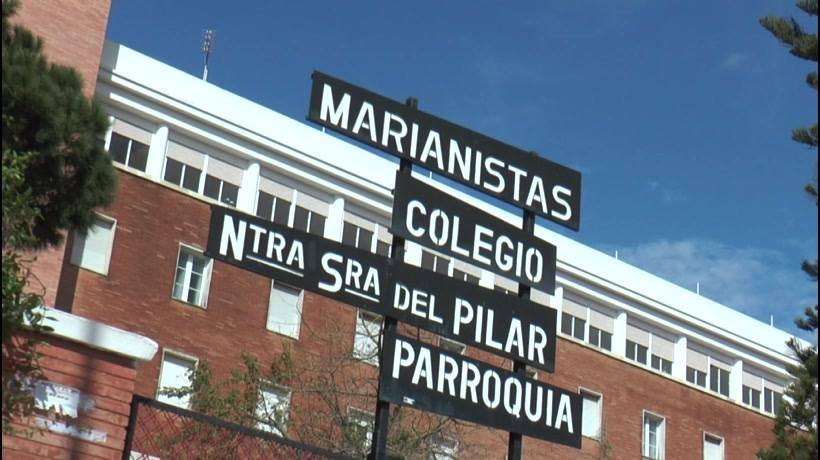 MARIANISTAS
COLEGIO
NTRA SRA DEL PILAR
PARROQUIA